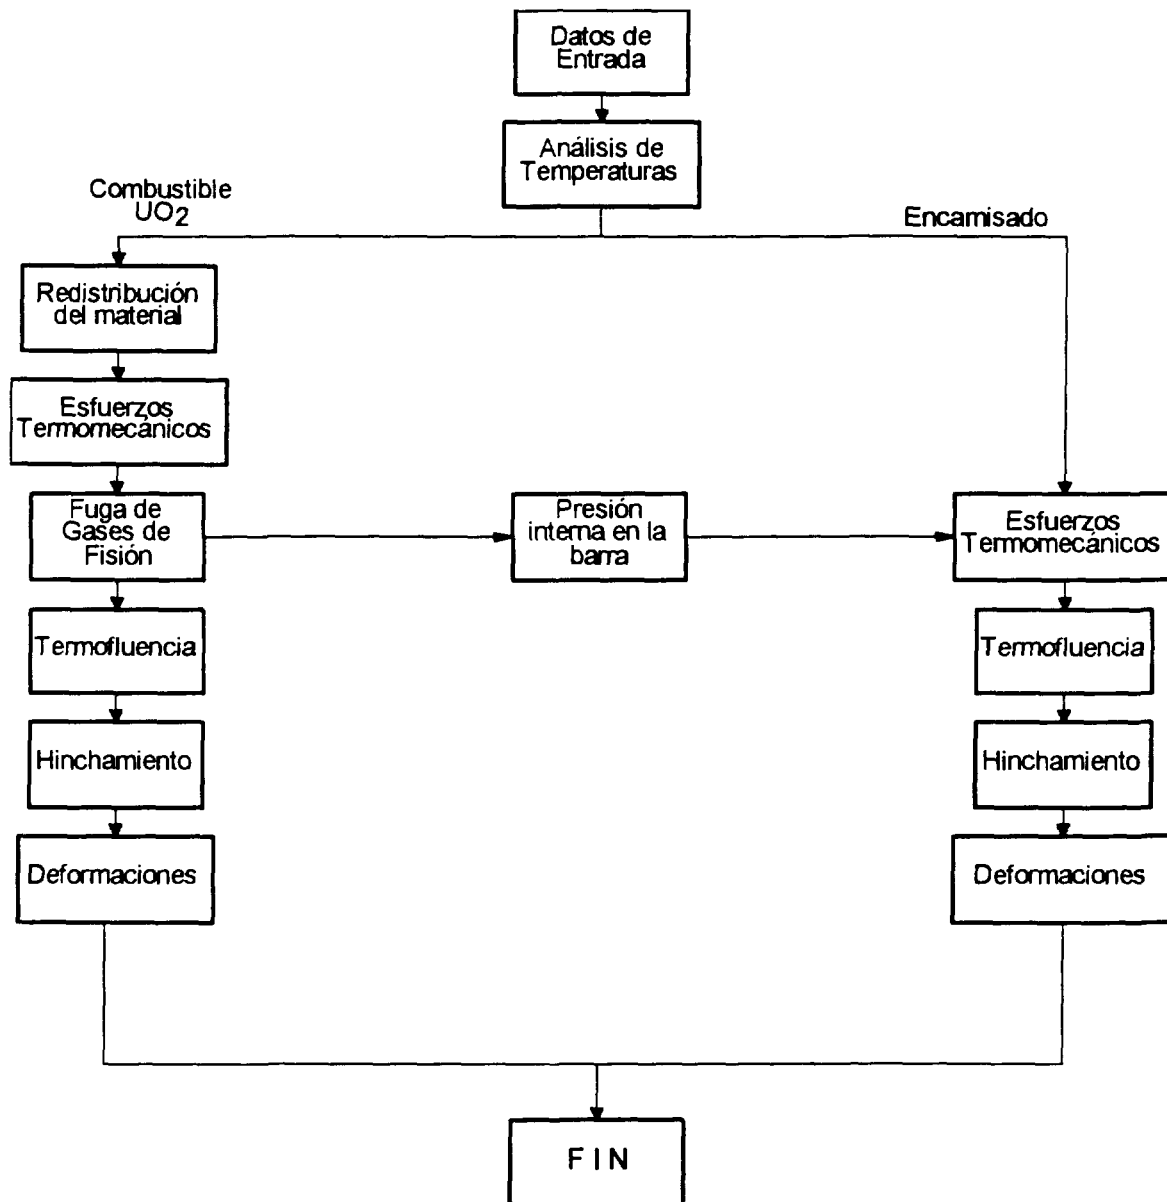 Datos de
Entrada
Análisis de
Temperaturas
Combustible
UO2
Encamisado
Redistribución
del material
Esfuerzos
Termomecánicos
Fuga de
Gases de
Fisión
Presión
interna en la
barra
Esfuerzos
Termomecánicos
Termofluencia
Termofluencia
Hinchamiento
Hinchamiento
Deformaciones
Deformaciones
F I N